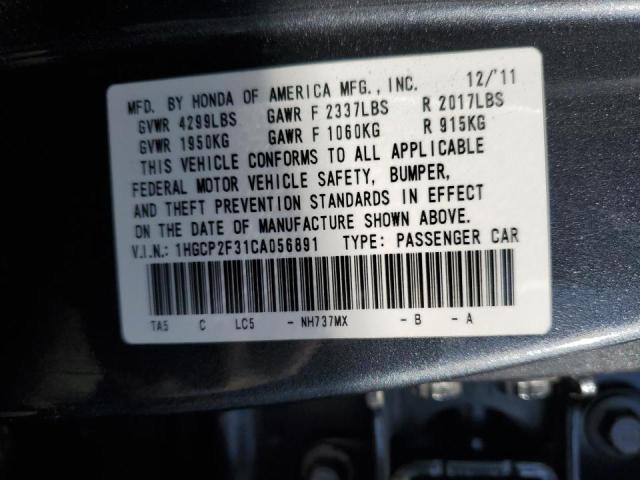 MFD. BY HONDA OF AMERICA MFG., INC. 12/'11
GVWR 4299LBS GAWR F 2337LBS R 2017LBS
GVWR 1950KG GAWR F 1060KG R 915KG
THIS VEHICLE CONFORMS TO ALL APPLICABLE
FEDERAL MOTOR VEHICLE SAFETY, BUMPER,
AND THEFT PREVENTION STANDARDS IN EFFECT
ON THE DATE OF MANUFACTURE SHOWN ABOVE.
V.I.N.: 1HGCP2F31CA056891 TYPE: PASSENGER CAR
TA5 C LC5 - NH737MX - B - A